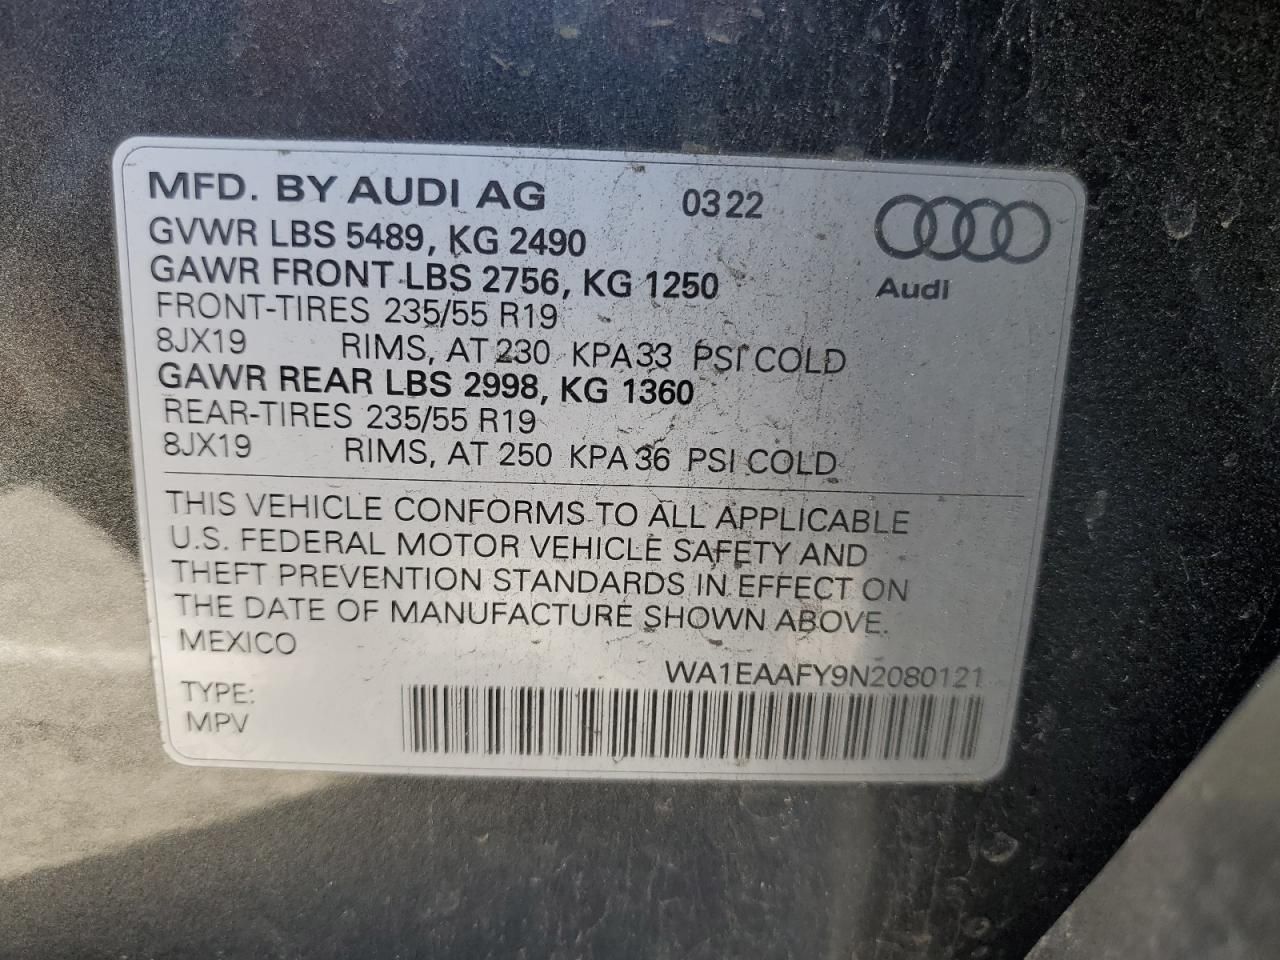 MFD. BY AUDI AG 0322
GVWR LBS 5489, KG 2490
GAWR FRONT LBS 2756, KG 1250
Audi
FRONT-TIRES 235/55 R19
8JX19 RIMS, AT 230 KPA 33 PSI COLD
GAWR REAR LBS 2998, KG 1360
REAR-TIRES 235/55 R19
8JX19 RIMS, AT 250 KPA 36 PSI COLD
THIS VEHICLE CONFORMS TO ALL APPLICABLE
U.S. FEDERAL MOTOR VEHICLE SAFETY AND
THEFT PREVENTION STANDARDS IN EFFECT ON
THE DATE OF MANUFACTURE SHOWN ABOVE.
MEXICO
WA1EAAFY9N2080121
TYPE:
MPV